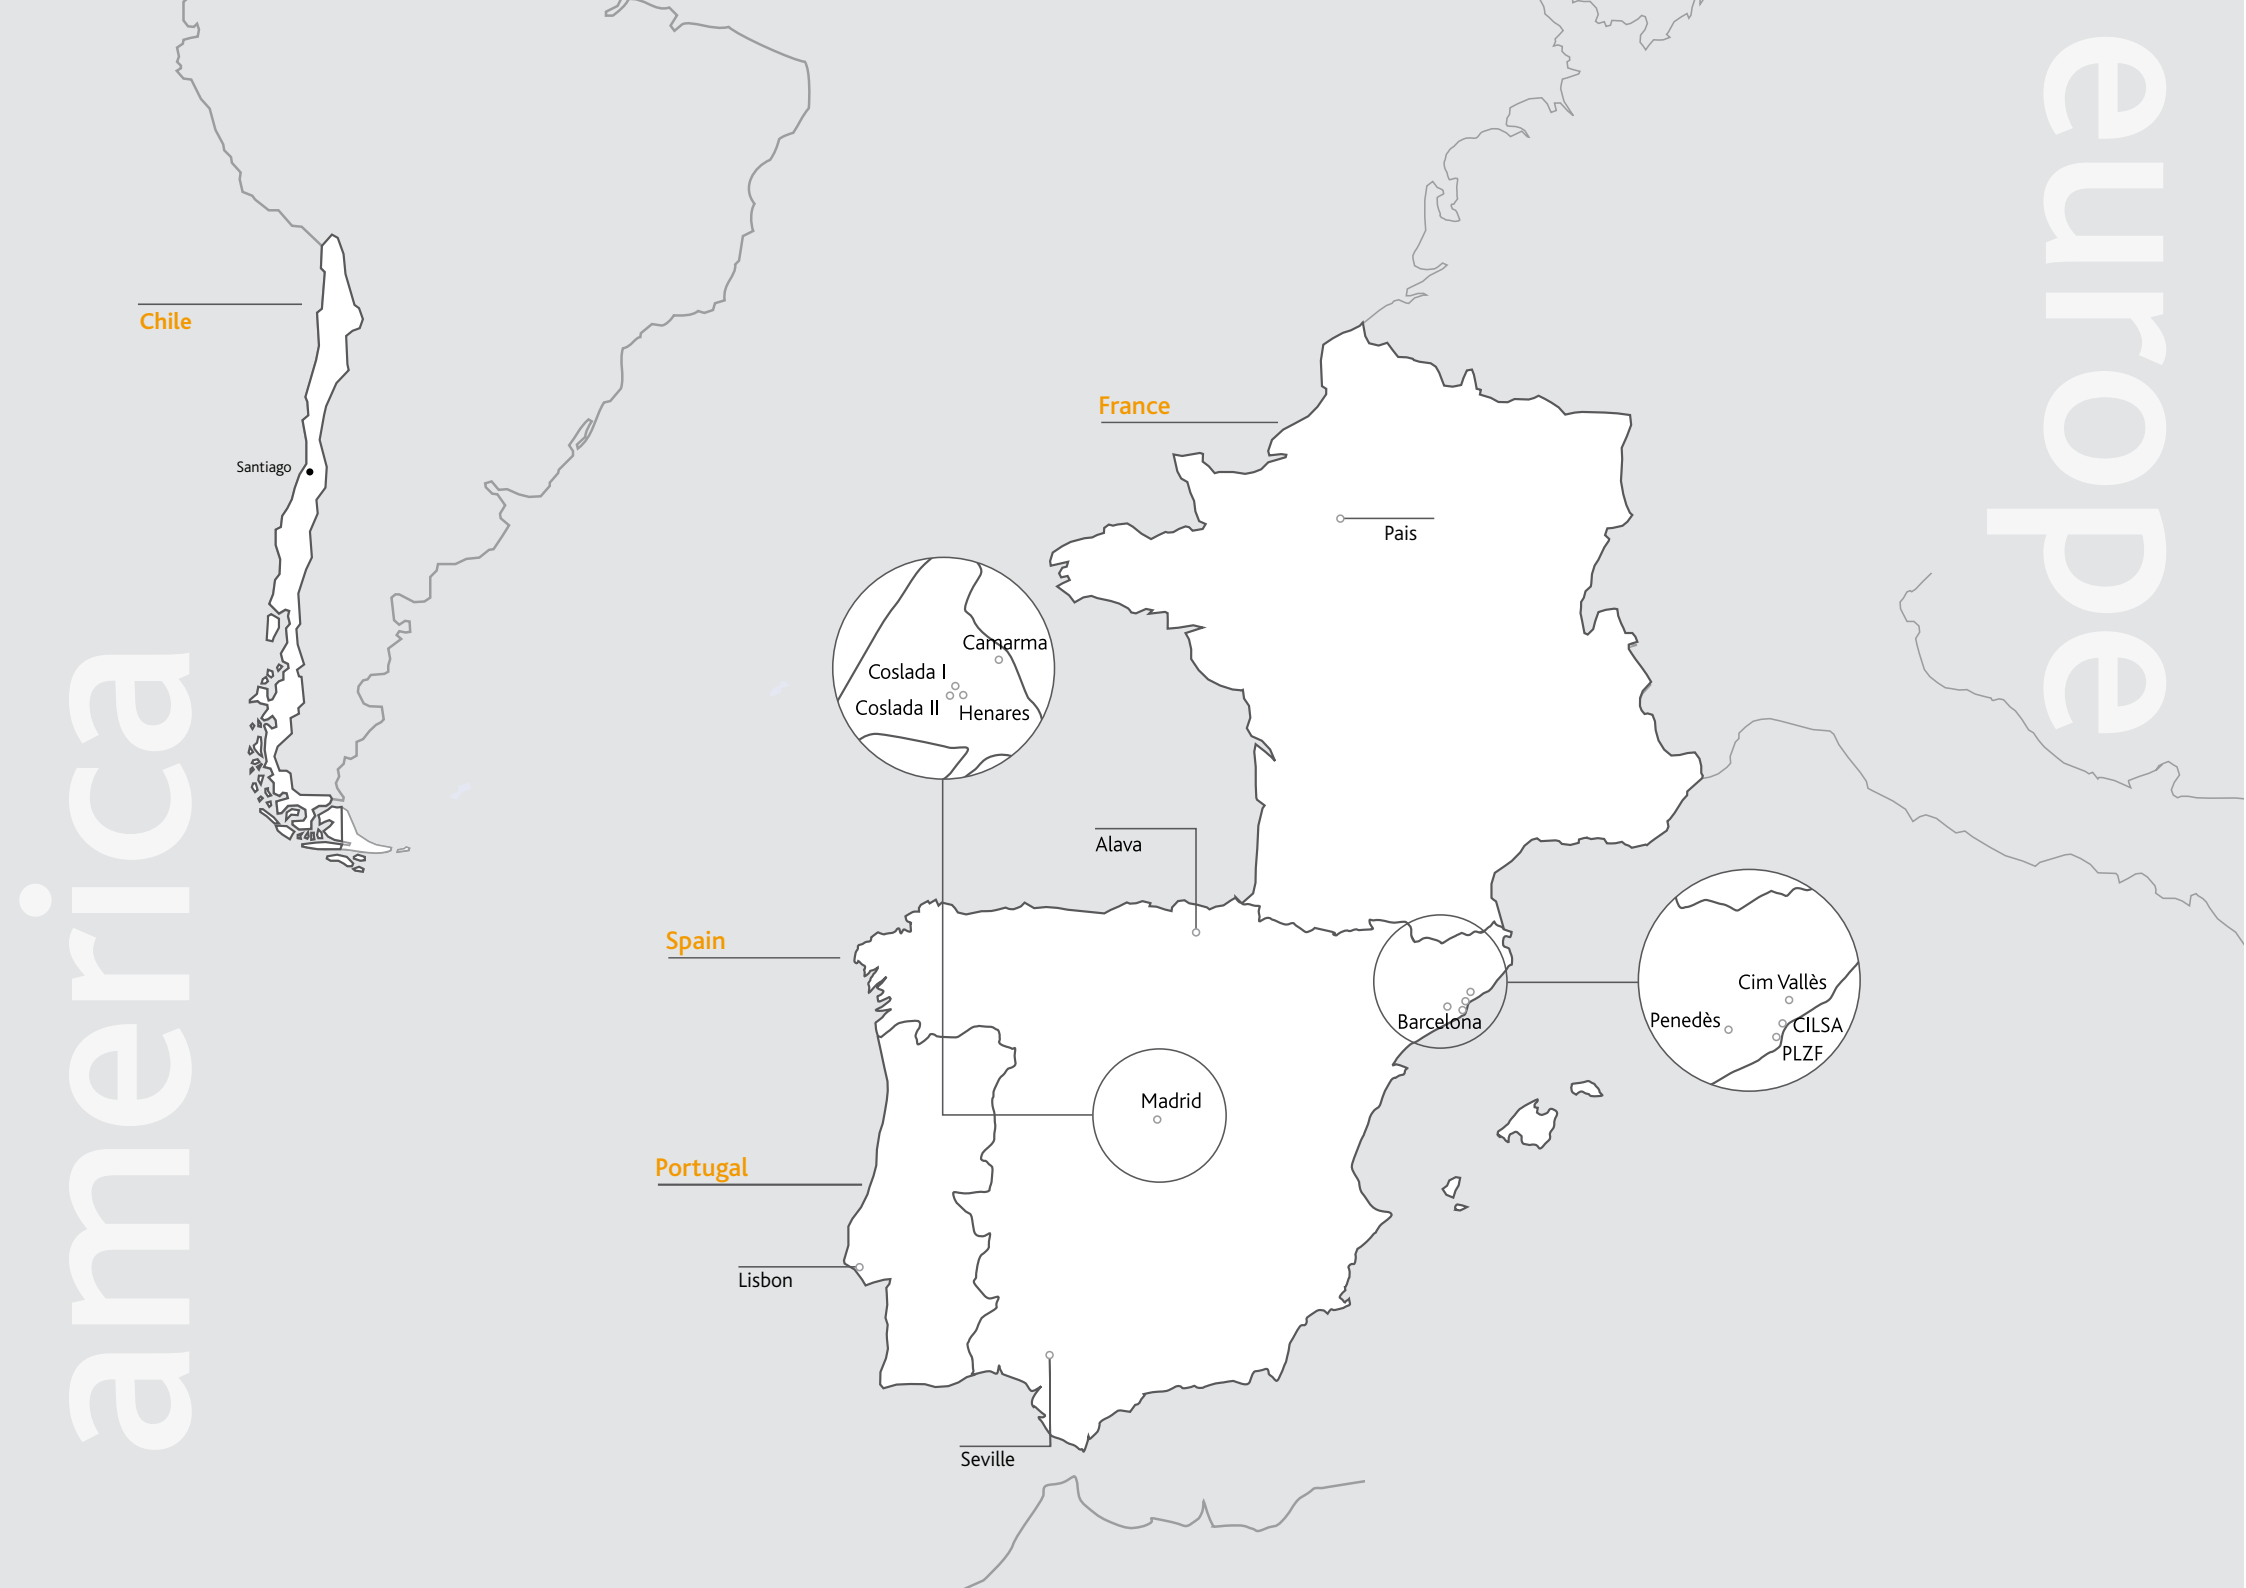 america
europe
Chile
Santiago
France
Pais
Camarma
Coslada I
Coslada II
Henares
Alava
Spain
Barcelona
Cim Vallès
Penedès
CILSA
PLZF
Madrid
Portugal
Lisbon
Seville